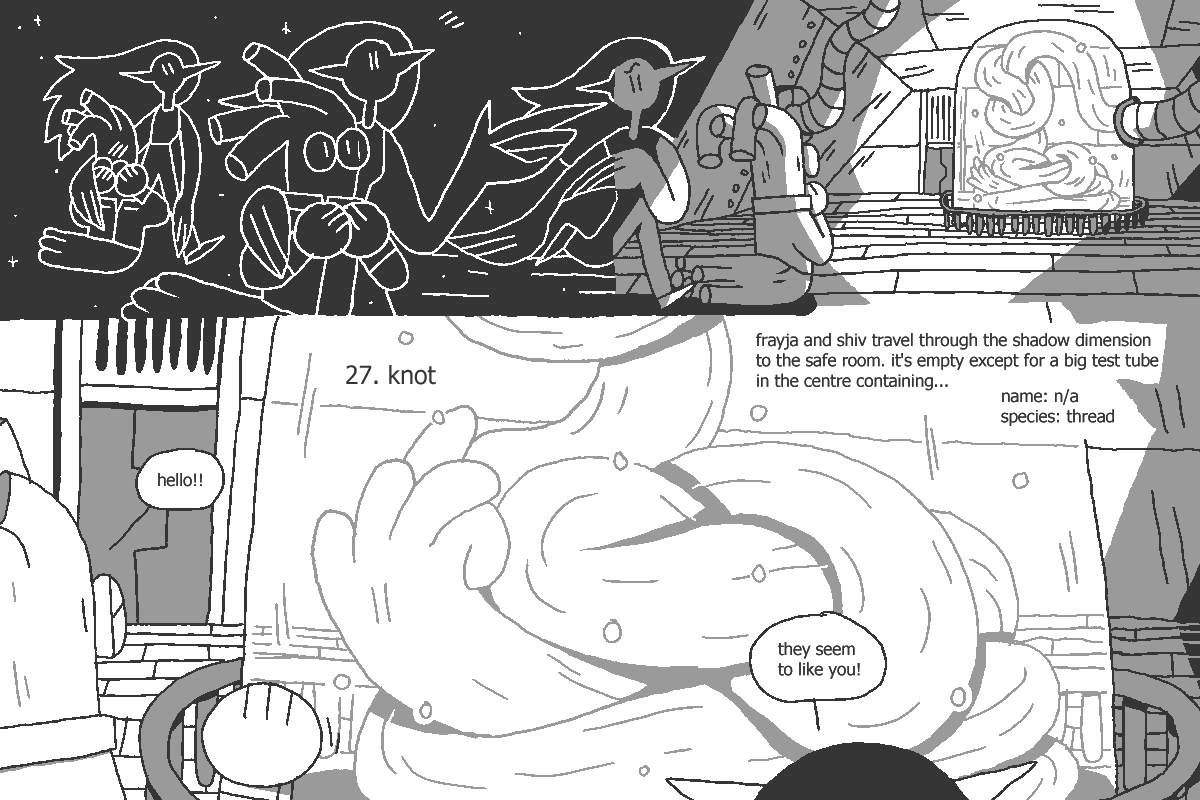 27. knot
frayja and shiv travel through the shadow dimension
to the safe room. it's empty except for a big test tube
in the centre containing...
name: n/a
species: thread
hello!!
they seem
to like you!